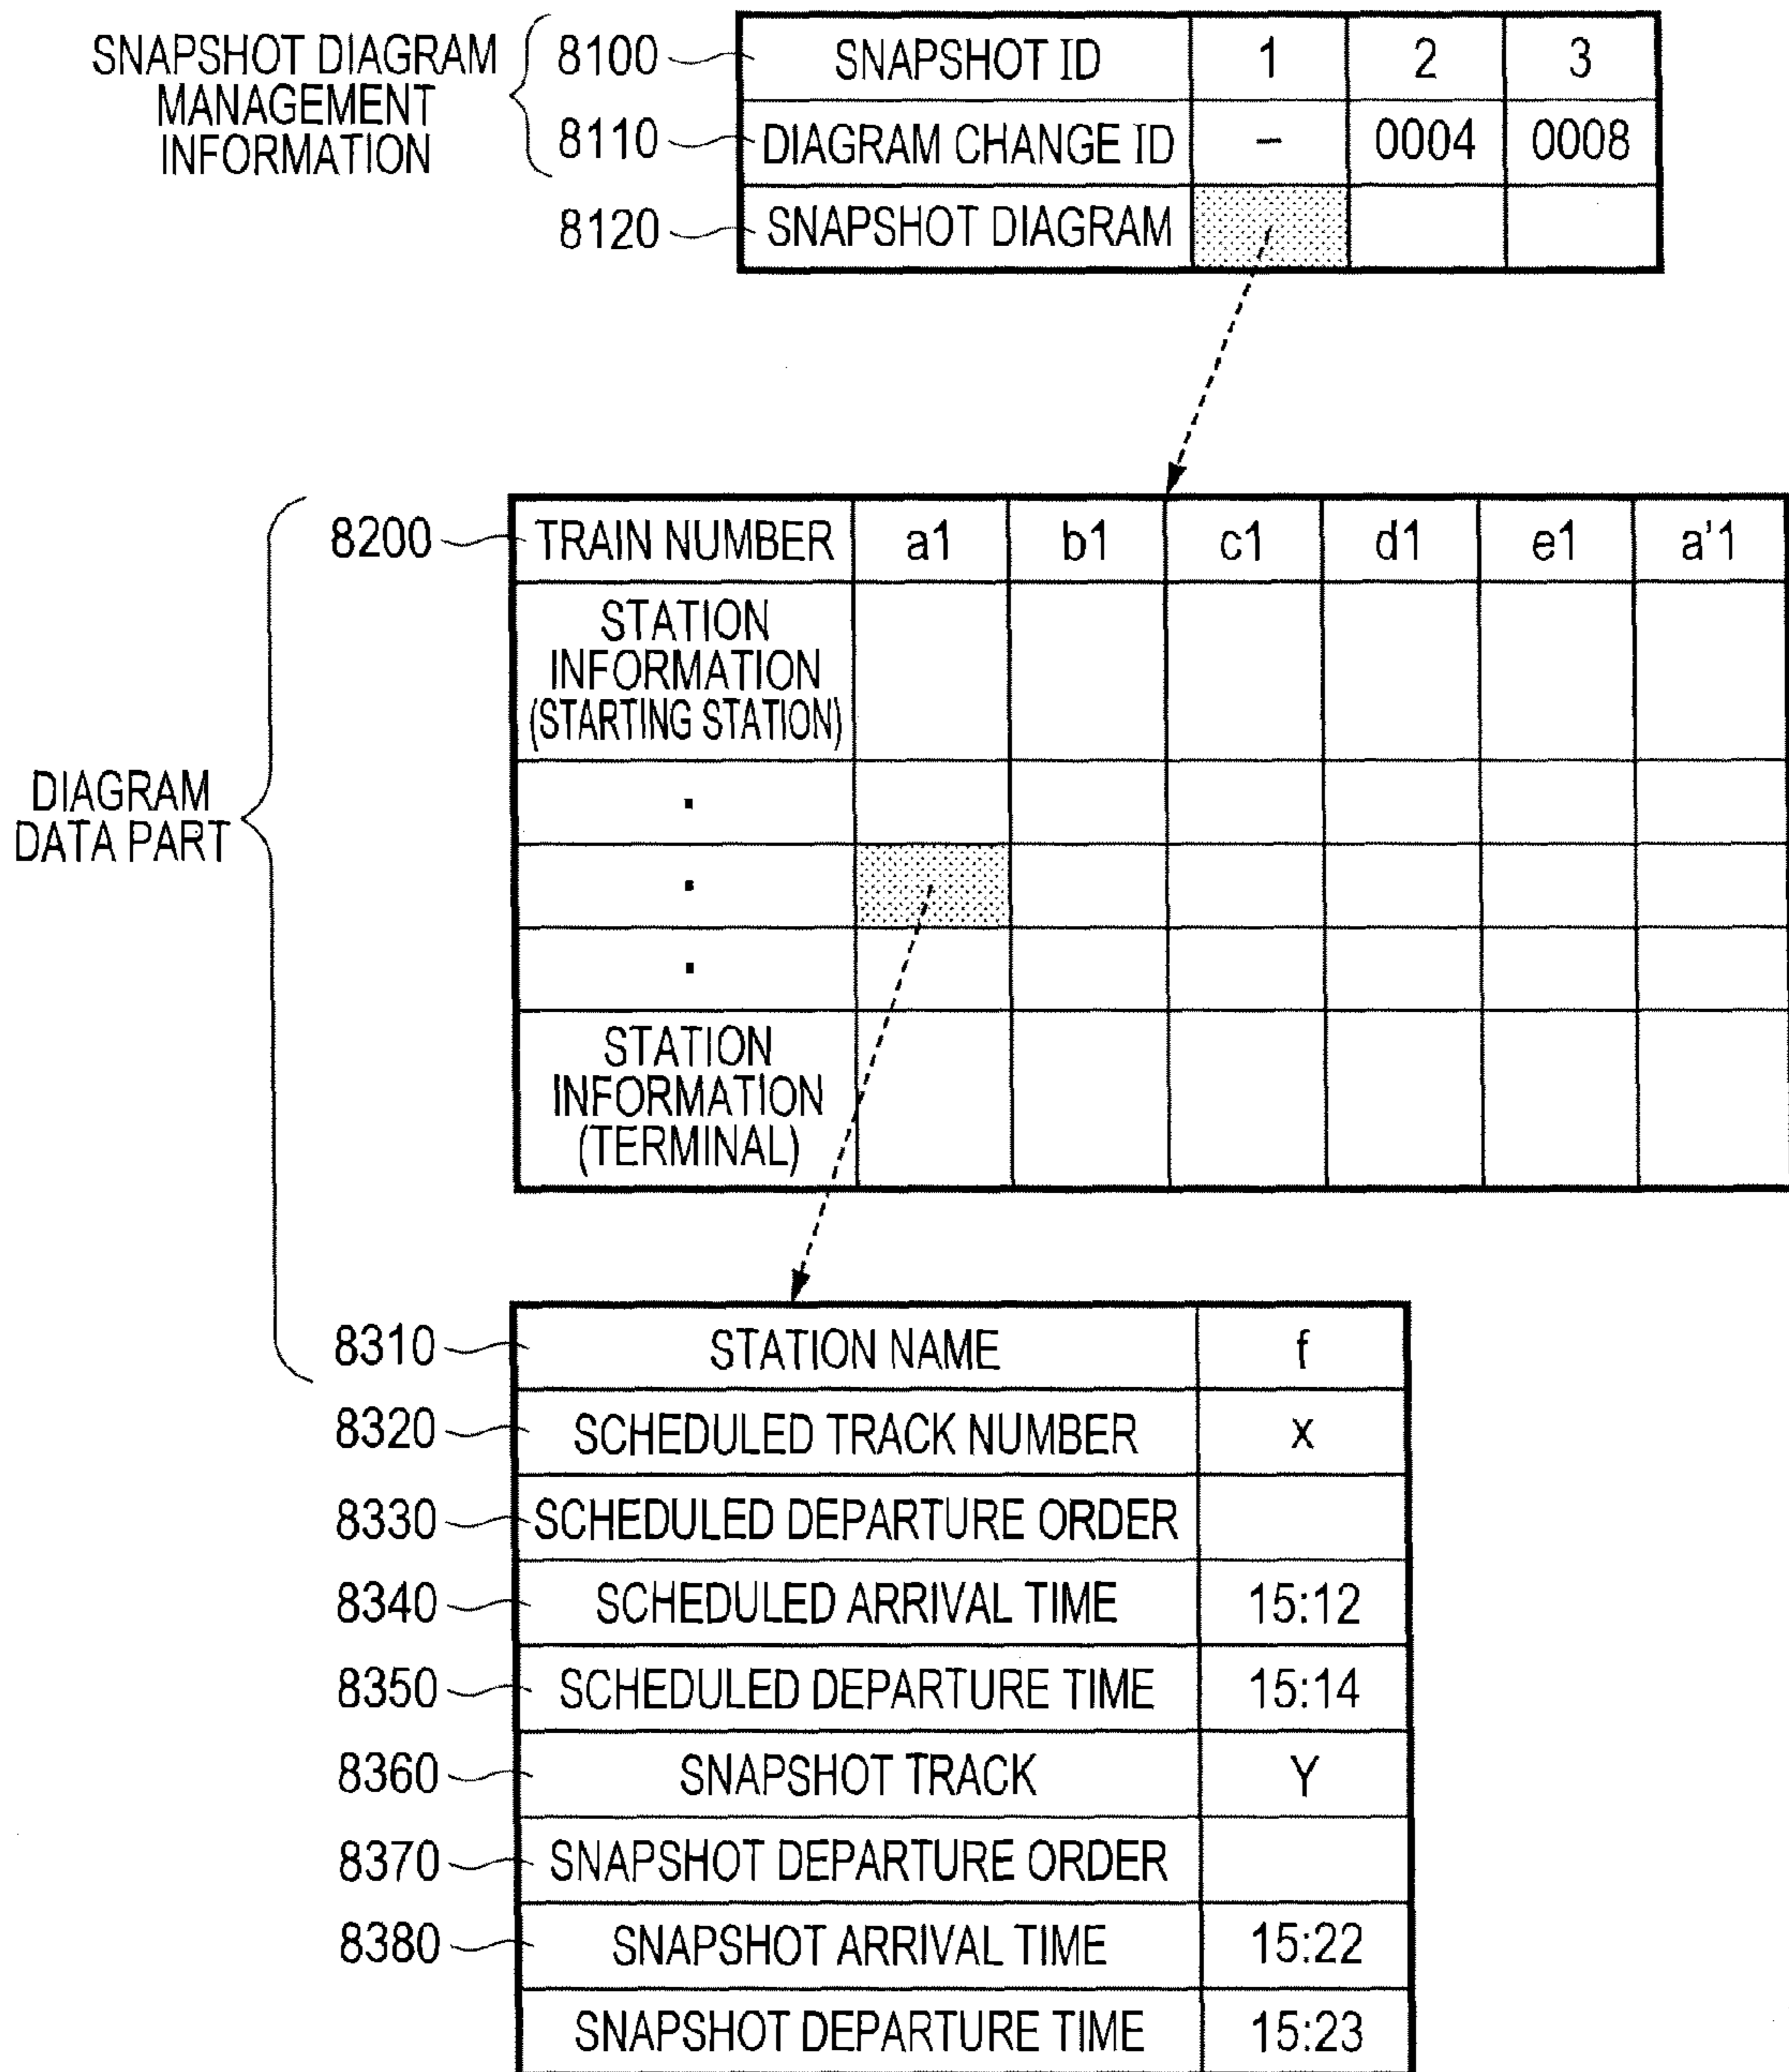 SNAPSHOT DIAGRAM
MANAGEMENT
INFORMATION
8100 SNAPSHOT ID 1 2 3
8110 DIAGRAM CHANGE ID – 0004 0008
8120 SNAPSHOT DIAGRAM
DIAGRAM
DATA PART
8200 TRAIN NUMBER a1 b1 c1 d1 e1 a'1
STATION
INFORMATION
(STARTING STATION)
.
.
.
STATION
INFORMATION
(TERMINAL)
8310 STATION NAME f
8320 SCHEDULED TRACK NUMBER X
8330 SCHEDULED DEPARTURE ORDER
8340 SCHEDULED ARRIVAL TIME 15:12
8350 SCHEDULED DEPARTURE TIME 15:14
8360 SNAPSHOT TRACK Y
8370 SNAPSHOT DEPARTURE ORDER
8380 SNAPSHOT ARRIVAL TIME 15:22
SNAPSHOT DEPARTURE TIME 15:23